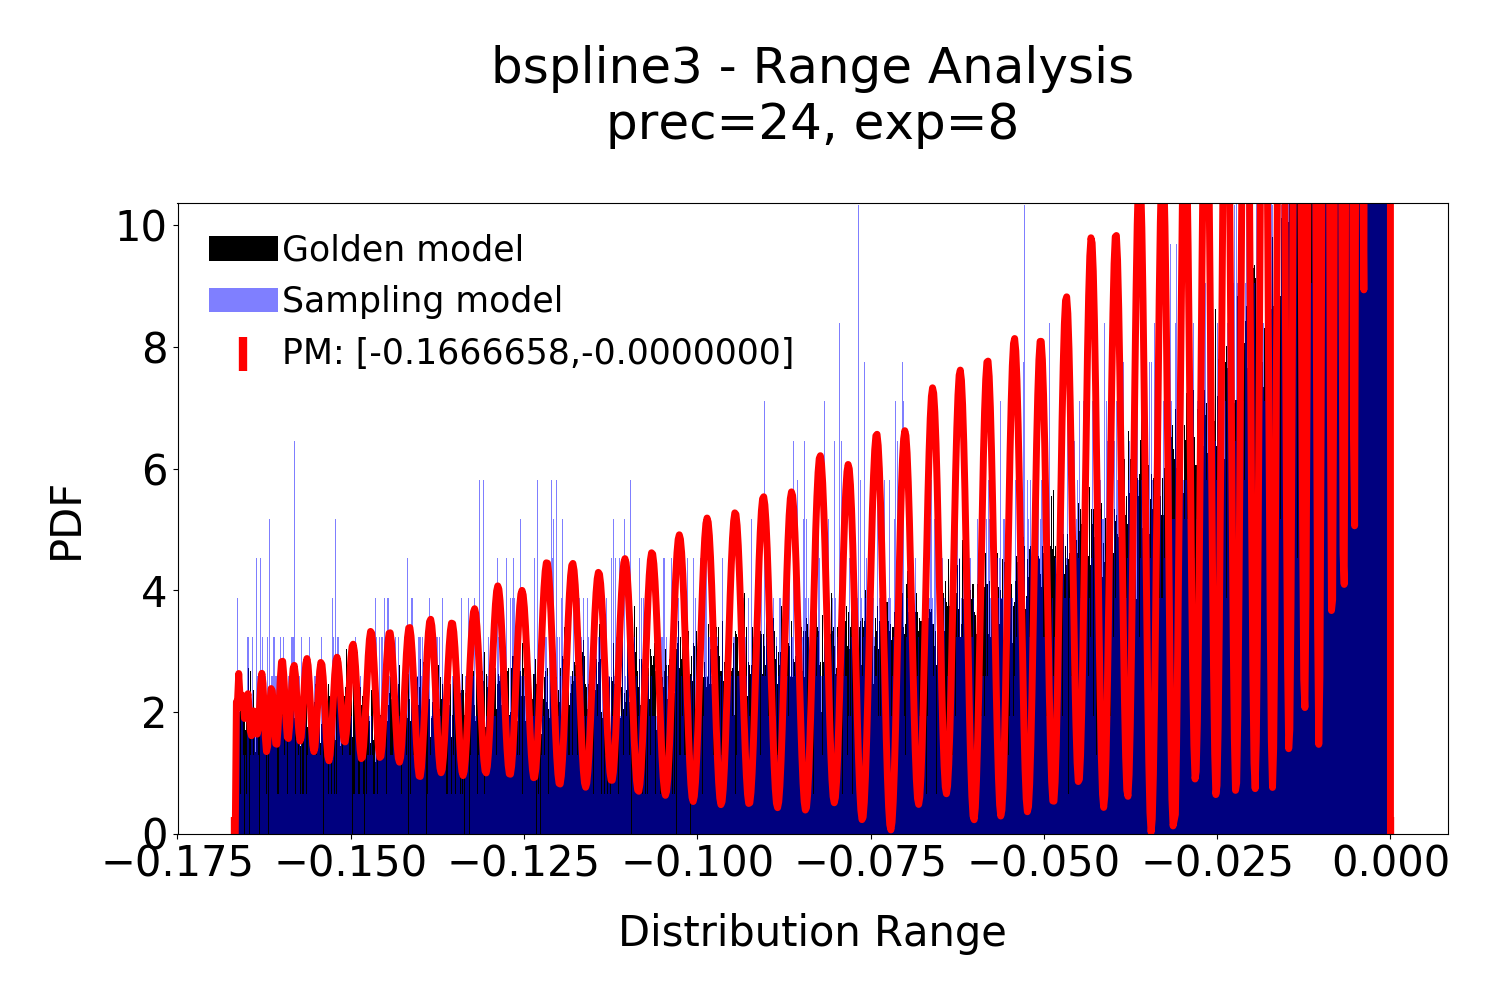 bspline3 - Range Analysis
prec=24, exp=8
10
8
6
4
2
0
PDF
Golden model
Sampling model
PM: [-0.1666658,-0.0000000]
−0.175 −0.150 −0.125 −0.100 −0.075 −0.050 −0.025 0.000
Distribution Range